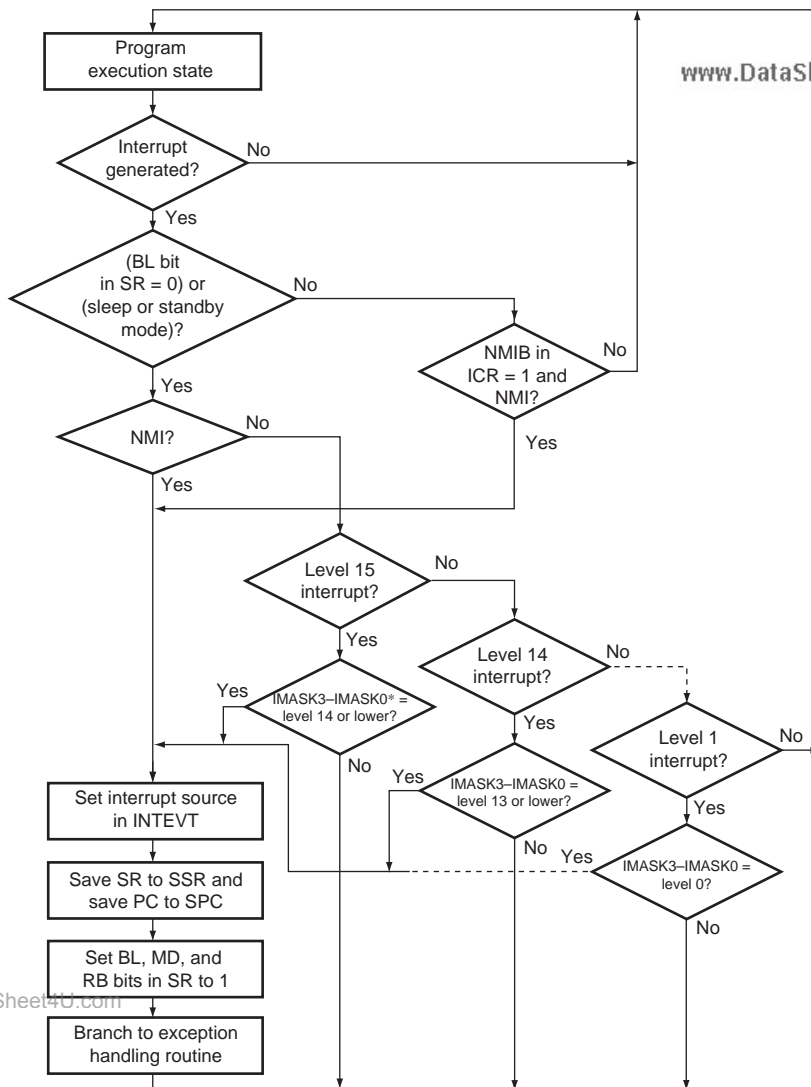 Program
execution state
www.DataSh
Interrupt
generated?
No
Yes
(BL bit
in SR = 0) or
(sleep or standby
mode)?
No
NMIB in
ICR = 1 and
NMI?
No
Yes
Yes
NMI?
No
Yes
Level 15
interrupt?
No
Yes
Level 14
interrupt?
No
Yes
IMASK3–IMASK0* =
level 14 or lower?
Yes
No
Level 1
interrupt?
No
Yes
IMASK3–IMASK0 =
level 13 or lower?
Yes
No
IMASK3–IMASK0 =
level 0?
Yes
No
Set interrupt source
in INTEVT
Save SR to SSR and
save PC to SPC
Set BL, MD, and
RB bits in SR to 1
Sheet4U.com
Branch to exception
handling routine